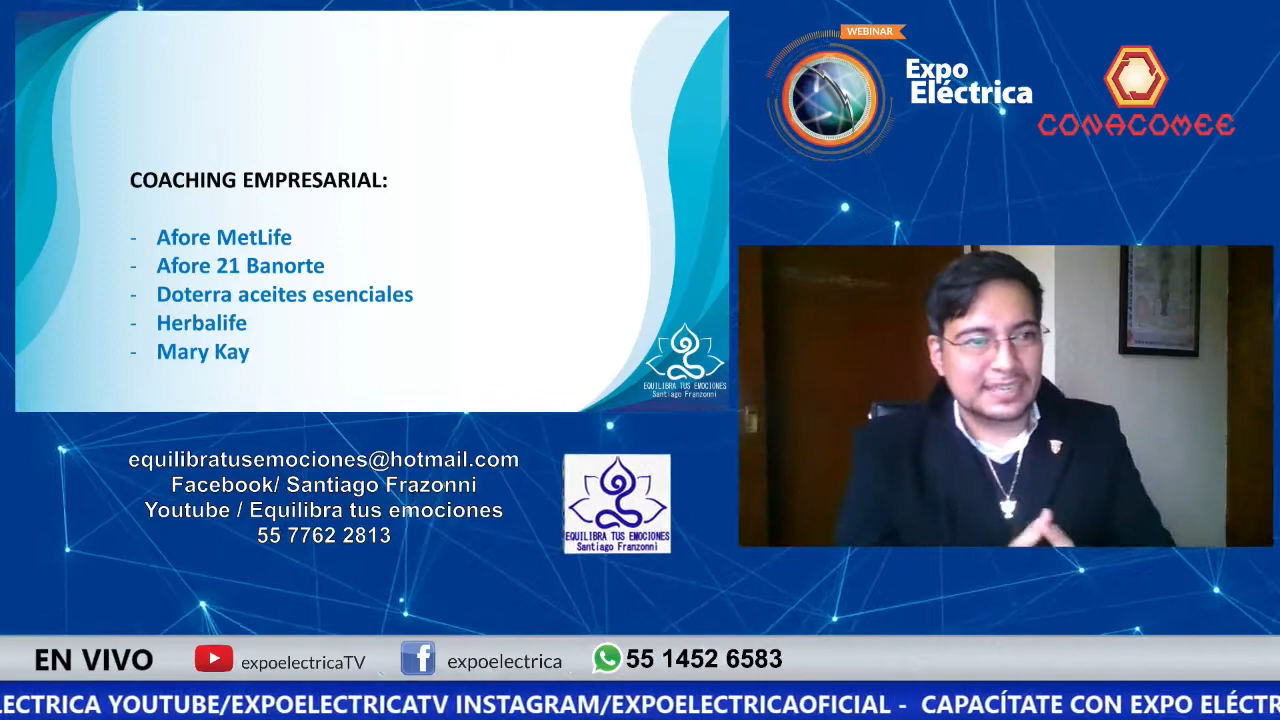 COACHING EMPRESARIAL:
- Afore MetLife
- Afore 21 Banorte
- Doterra aceites esenciales
- Herbalife
- Mary Kay
EQUILIBRA TUS EMOCIONES
Santiago Franzonni
WEBINAR
Expo
Eléctrica
CONACOMEE
equilibratusemociones@hotmail.com
Facebook/ Santiago Frazonni
Youtube / Equilibra tus emociones
55 7762 2813
EQUILIBRA TUS EMOCIONES
Santiago Franzonni
EN VIVO
expoelectricaTV
expoelectrica
55 1452 6583
LECTRICA YOUTUBE/EXPOELECTRICATV INSTAGRAM/EXPOELECTRICAOFICIAL - CAPACÍTATE CON EXPO ELÉCTR